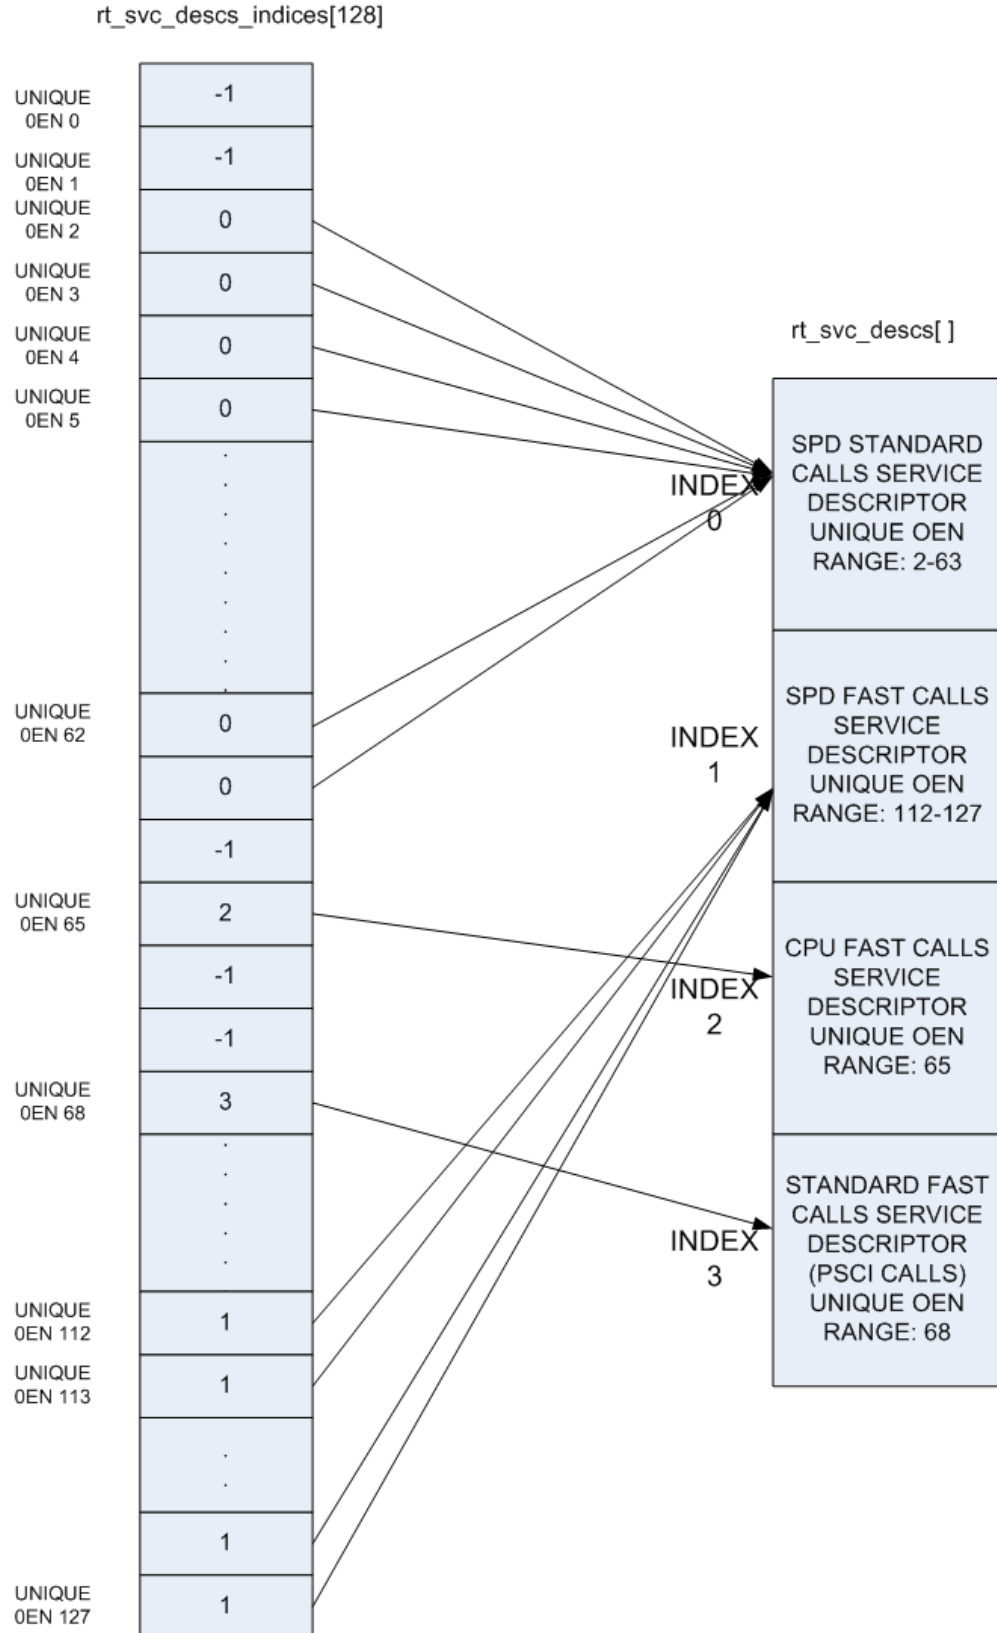 rt_svc_descs_indices[128]
UNIQUE
0EN 0
-1
UNIQUE
0EN 1
-1
UNIQUE
0EN 2
0
UNIQUE
0EN 3
0
UNIQUE
0EN 4
0
UNIQUE
0EN 5
0
.
.
.
.
.
.
.
.
.
UNIQUE
0EN 62
0
0
-1
UNIQUE
0EN 65
2
-1
-1
UNIQUE
0EN 68
3
.
.
.
.
.
UNIQUE
0EN 112
1
UNIQUE
0EN 113
1
.
.
1
UNIQUE
0EN 127
1
rt_svc_descs[ ]
INDEX
0
SPD STANDARD
CALLS SERVICE
DESCRIPTOR
UNIQUE OEN
RANGE: 2-63
INDEX
1
SPD FAST CALLS
SERVICE
DESCRIPTOR
UNIQUE OEN
RANGE: 112-127
INDEX
2
CPU FAST CALLS
SERVICE
DESCRIPTOR
UNIQUE OEN
RANGE: 65
INDEX
3
STANDARD FAST
CALLS SERVICE
DESCRIPTOR
(PSCI CALLS)
UNIQUE OEN
RANGE: 68